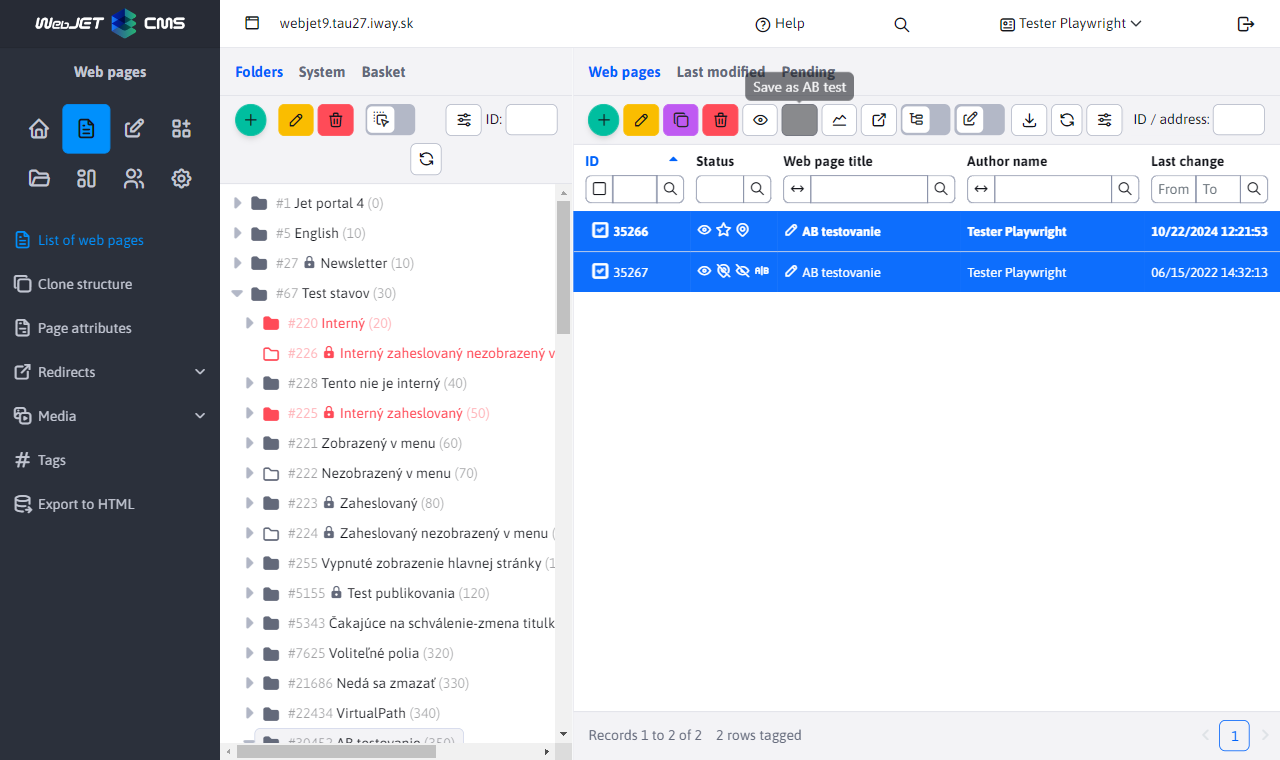 WebJET CMS
webjet9.tau27.iway.sk
Help
Tester Playwright
Web pages
List of web pages
Clone structure
Page attributes
Redirects
Media
Tags
Export to HTML
Folders System Basket
ID:
#1 Jet portal 4 (0)
#5 English (10)
#27 Newsletter (10)
#67 Test stavov (30)
#220 Interný (20)
#226 Interný zaheslovaný nezobrazený v
#228 Tento nie je interný (40)
#225 Interný zaheslovaný (50)
#221 Zobrazený v menu (60)
#222 Nezobrazený v menu (70)
#223 Zaheslovaný (80)
#224 Zaheslovaný nezobrazený v menu (
#255 Vypnuté zobrazenie hlavnej stránky (1
#5155 Test publikovania (120)
#5343 Čakajúce na schválenie-zmena titulk
#7625 Voliteľné polia (320)
#21686 Nedá sa zmazať (330)
#22434 VirtualPath (340)
#30452 AB testovanie (350)
Web pages Last modified Pending
Save as AB test
ID / address:
ID Status Web page title Author name Last change
From To
35266 AB testovanie Tester Playwright 10/22/2024 12:21:53
35267 A|B AB testovanie Tester Playwright 06/15/2022 14:32:13
Records 1 to 2 of 2 2 rows tagged
1